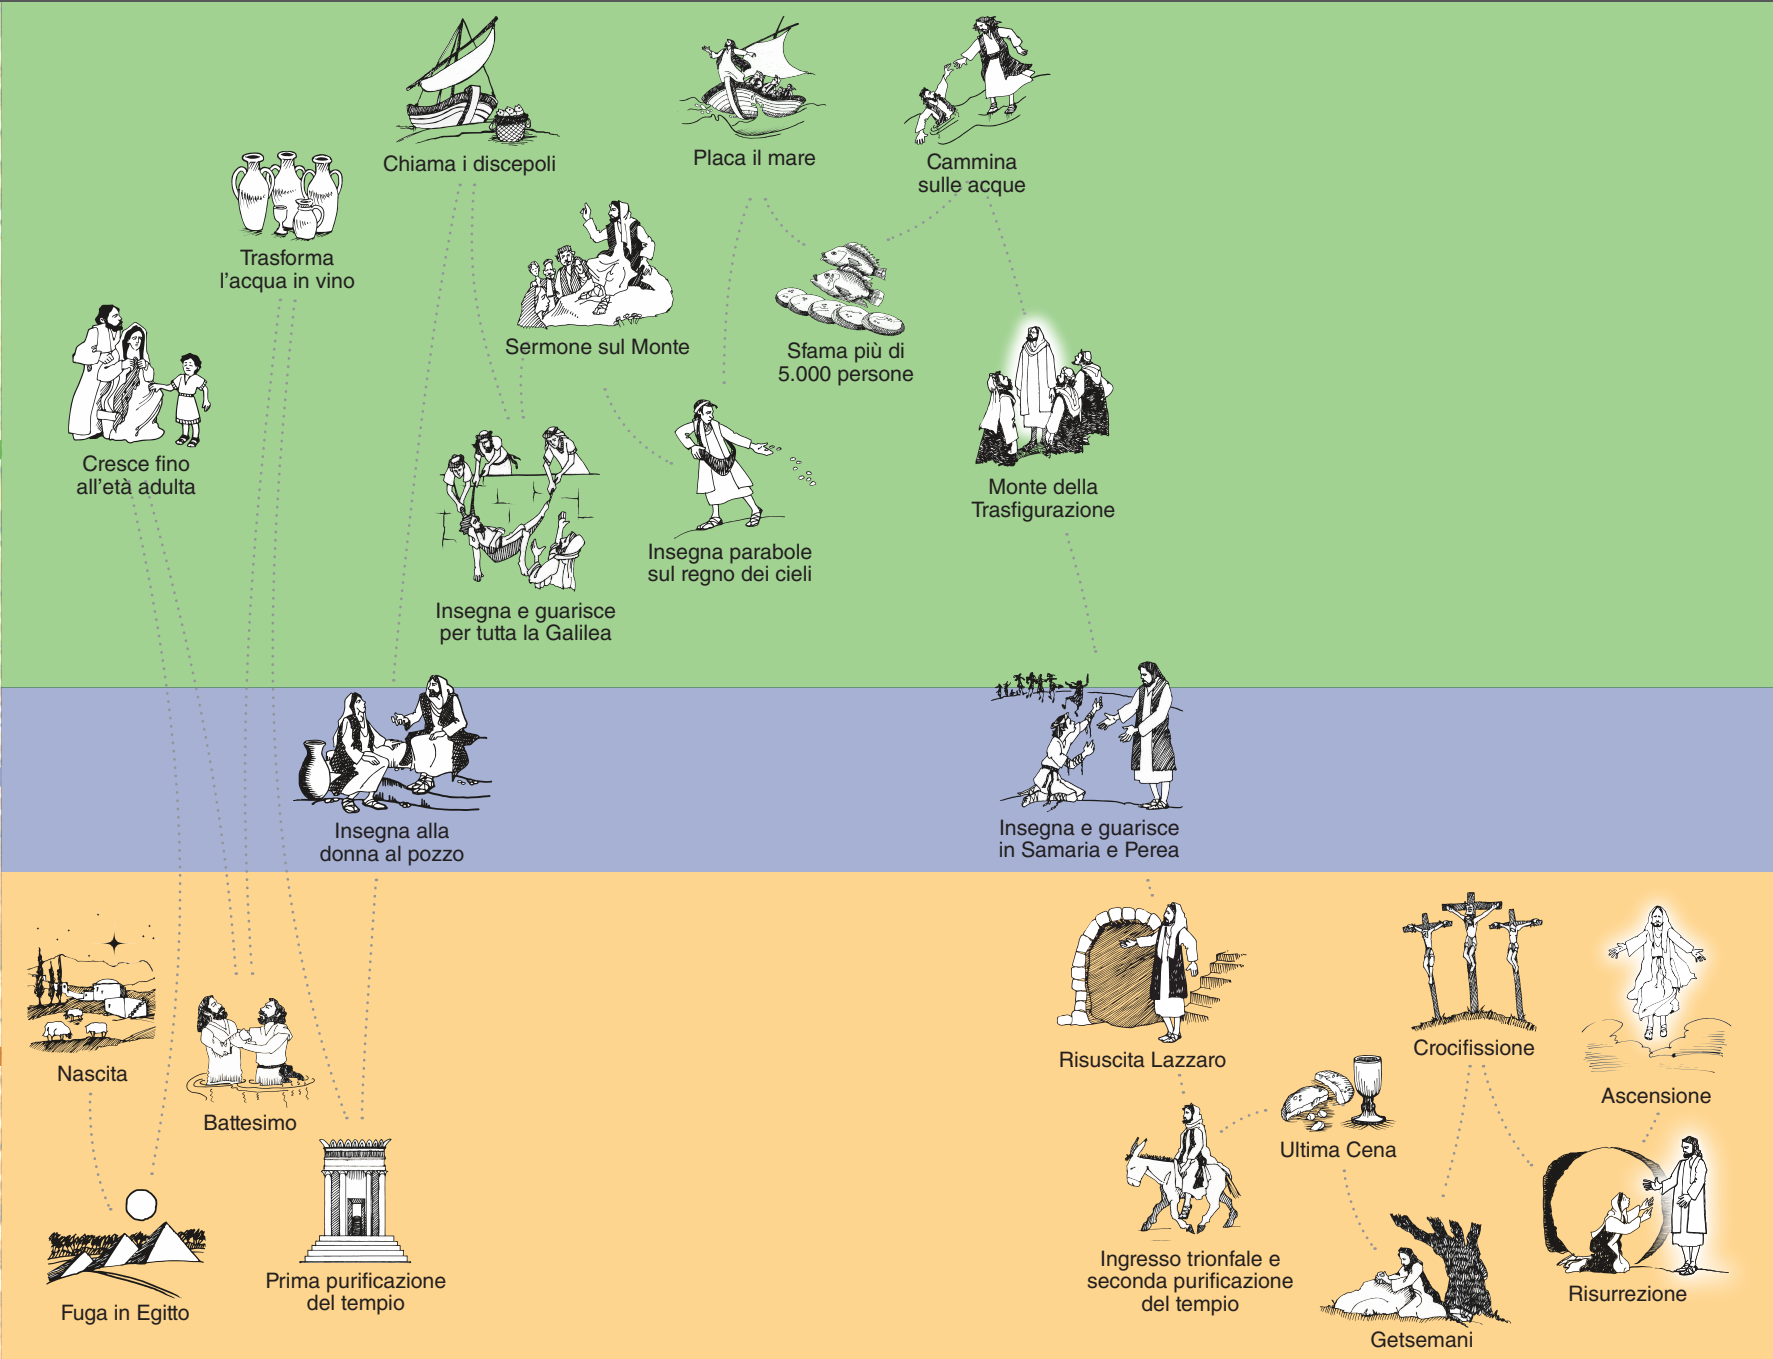 Chiama i discepoli
Placa il mare
Cammina
sulle acque
Trasforma
l’acqua in vino
Sermone sul Monte
Sfama più di
5.000 persone
Cresce fino
all’età adulta
Monte della
Trasfigurazione
Insegna parabole
sul regno dei cieli
Insegna e guarisce
per tutta la Galilea
Insegna alla
donna al pozzo
Insegna e guarisce
in Samaria e Perea
Nascita
Battesimo
Fuga in Egitto
Prima purificazione
del tempio
Risuscita Lazzaro
Crocifissione
Ascensione
Ultima Cena
Ingresso trionfale e
seconda purificazione
del tempio
Getsemani
Risurrezione